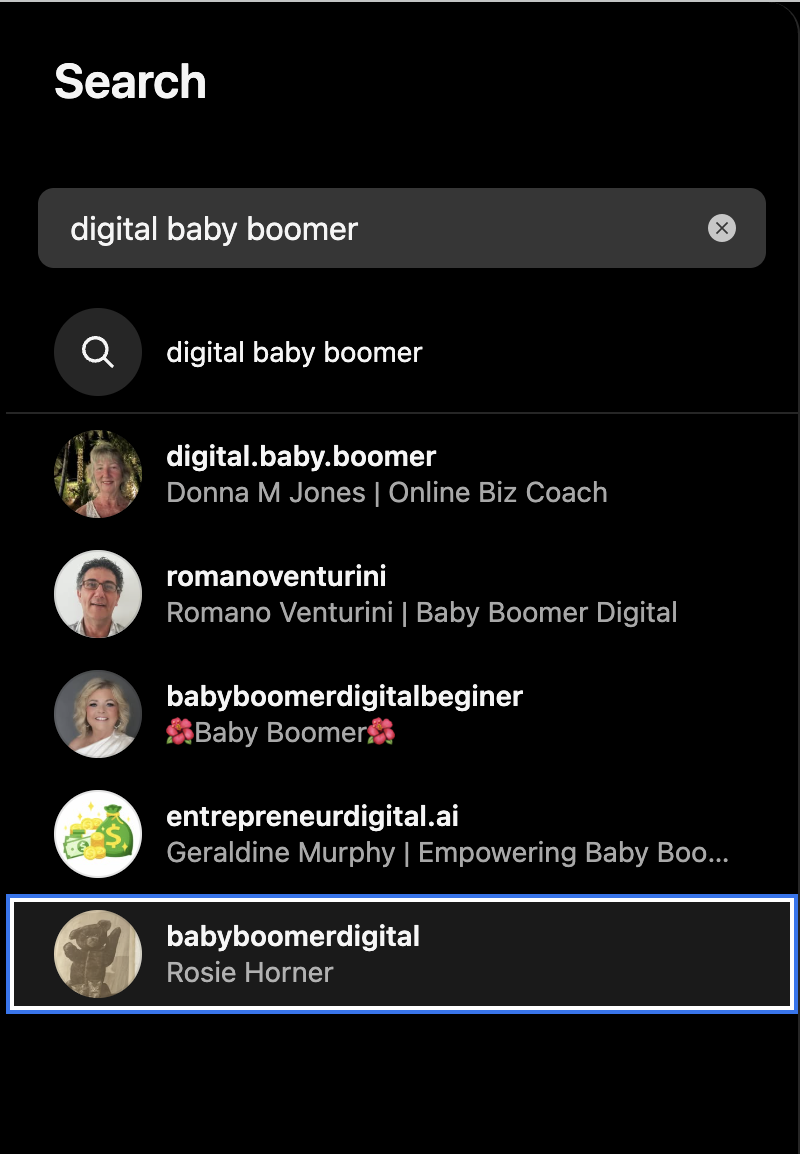 Search
digital baby boomer
digital baby boomer
digital.baby.boomer
Donna M Jones | Online Biz Coach
romanoventurini
Romano Venturini | Baby Boomer Digital
babyboomerdigitalbeginer
🌺Baby Boomer🌺
entrepreneurdigital.ai
Geraldine Murphy | Empowering Baby Boo...
babyboomerdigital
Rosie Horner